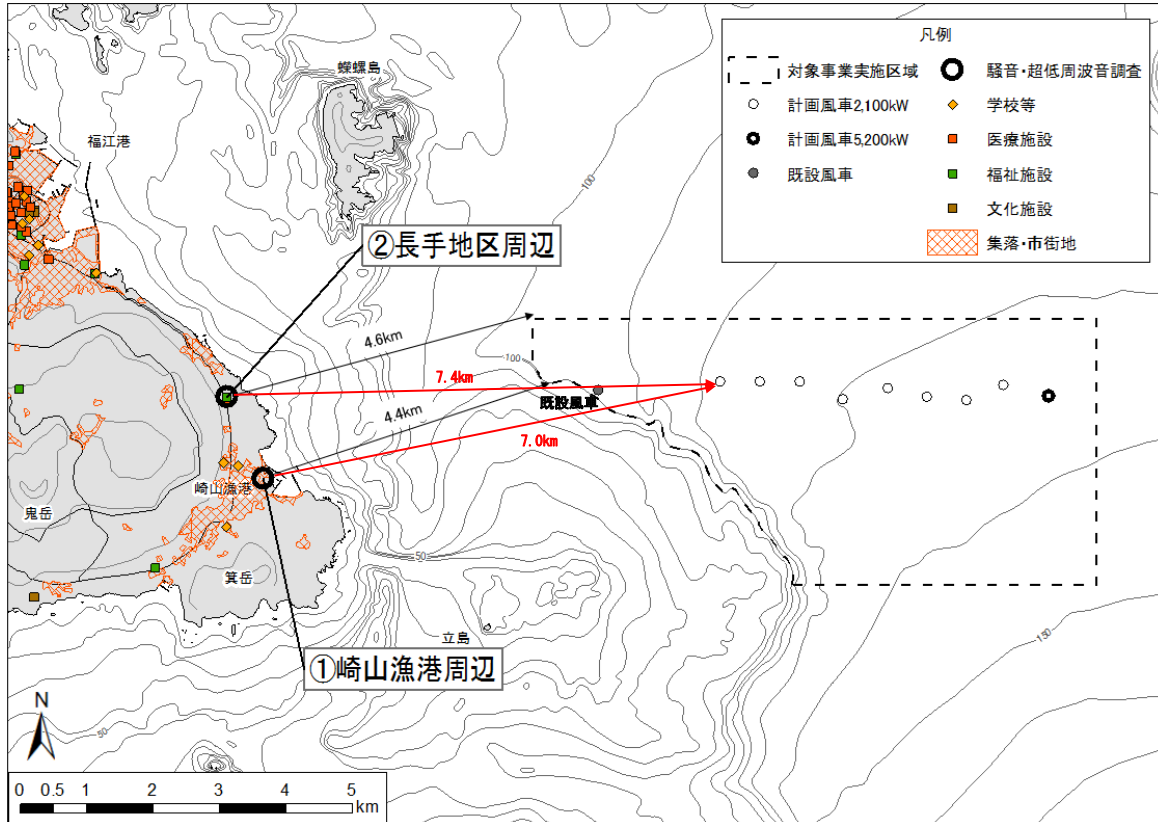 凡例
対象事業実施区域
計画風車2,100kW
計画風車5,200kW
既設風車
騒音・超低周波音調査
学校等
医療施設
福祉施設
文化施設
集落・市街地
蠑螺島
福江港
100
②長手地区周辺
4.6km
100
7.4km
既設風車
4.4km
7.0km
崎山漁港
鬼岳
50
箕岳
立島
①崎山漁港周辺
150
50
N
0 0.5 1 2 3 4 5
km